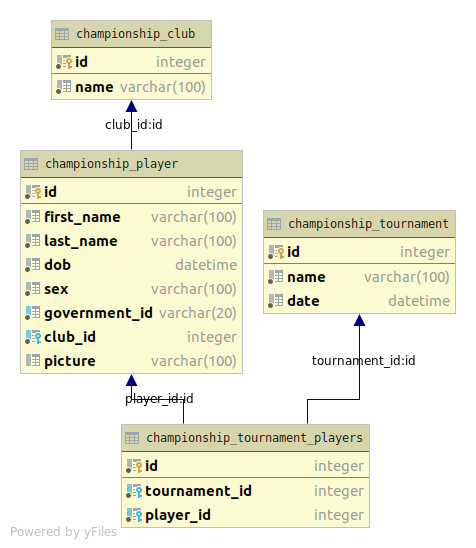 championship_club
id integer
name varchar(100)
club_id:id
championship_player
id integer
first_name varchar(100)
last_name varchar(100)
dob datetime
sex varchar(100)
government_id varchar(20)
club_id integer
picture varchar(100)
championship_tournament
id integer
name varchar(100)
date datetime
tournament_id:id
player_id:id
championship_tournament_players
id integer
tournament_id integer
player_id integer
Powered by yFiles